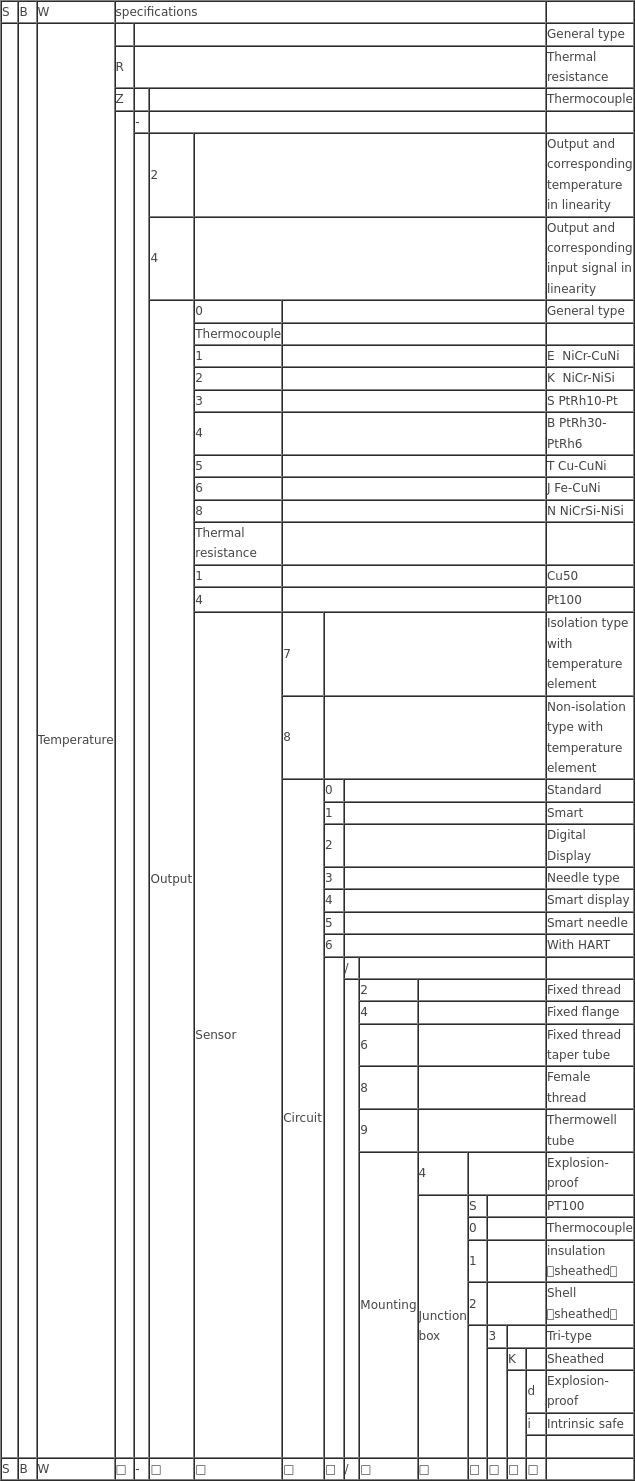 S B W specifications
General type
R Thermal
resistance
Z Thermocouple
-
2 Output and
corresponding
temperature
in linearity
4 Output and
corresponding
input signal in
linearity
0 General type
Thermocouple
1 E NiCr-CuNi
2 K NiCr-NiSi
3 S PtRh10-Pt
4 B PtRh30-
PtRh6
5 T Cu-CuNi
6 J Fe-CuNi
8 N NiCrSi-NiSi
Thermal
resistance
1 Cu50
4 Pt100
7 Isolation type
with
temperature
element
8 Non-isolation
type with
temperature
element
Temperature
0 Standard
1 Smart
2 Digital
Display
Output
3 Needle type
4 Smart display
5 Smart needle
6 With HART
/
2 Fixed thread
4 Fixed flange
Sensor
6 Fixed thread
taper tube
8 Female
thread
Circuit
9 Thermowell
tube
4 Explosion-
proof
S PT100
0 Thermocouple
1 insulation
□sheathed□
2 Shell
□sheathed□
Mounting
Junction
box
3 Tri-type
K Sheathed
d Explosion-
proof
i Intrinsic safe
S B W □ - □ □ □ □ / □ □ □ □ □ □